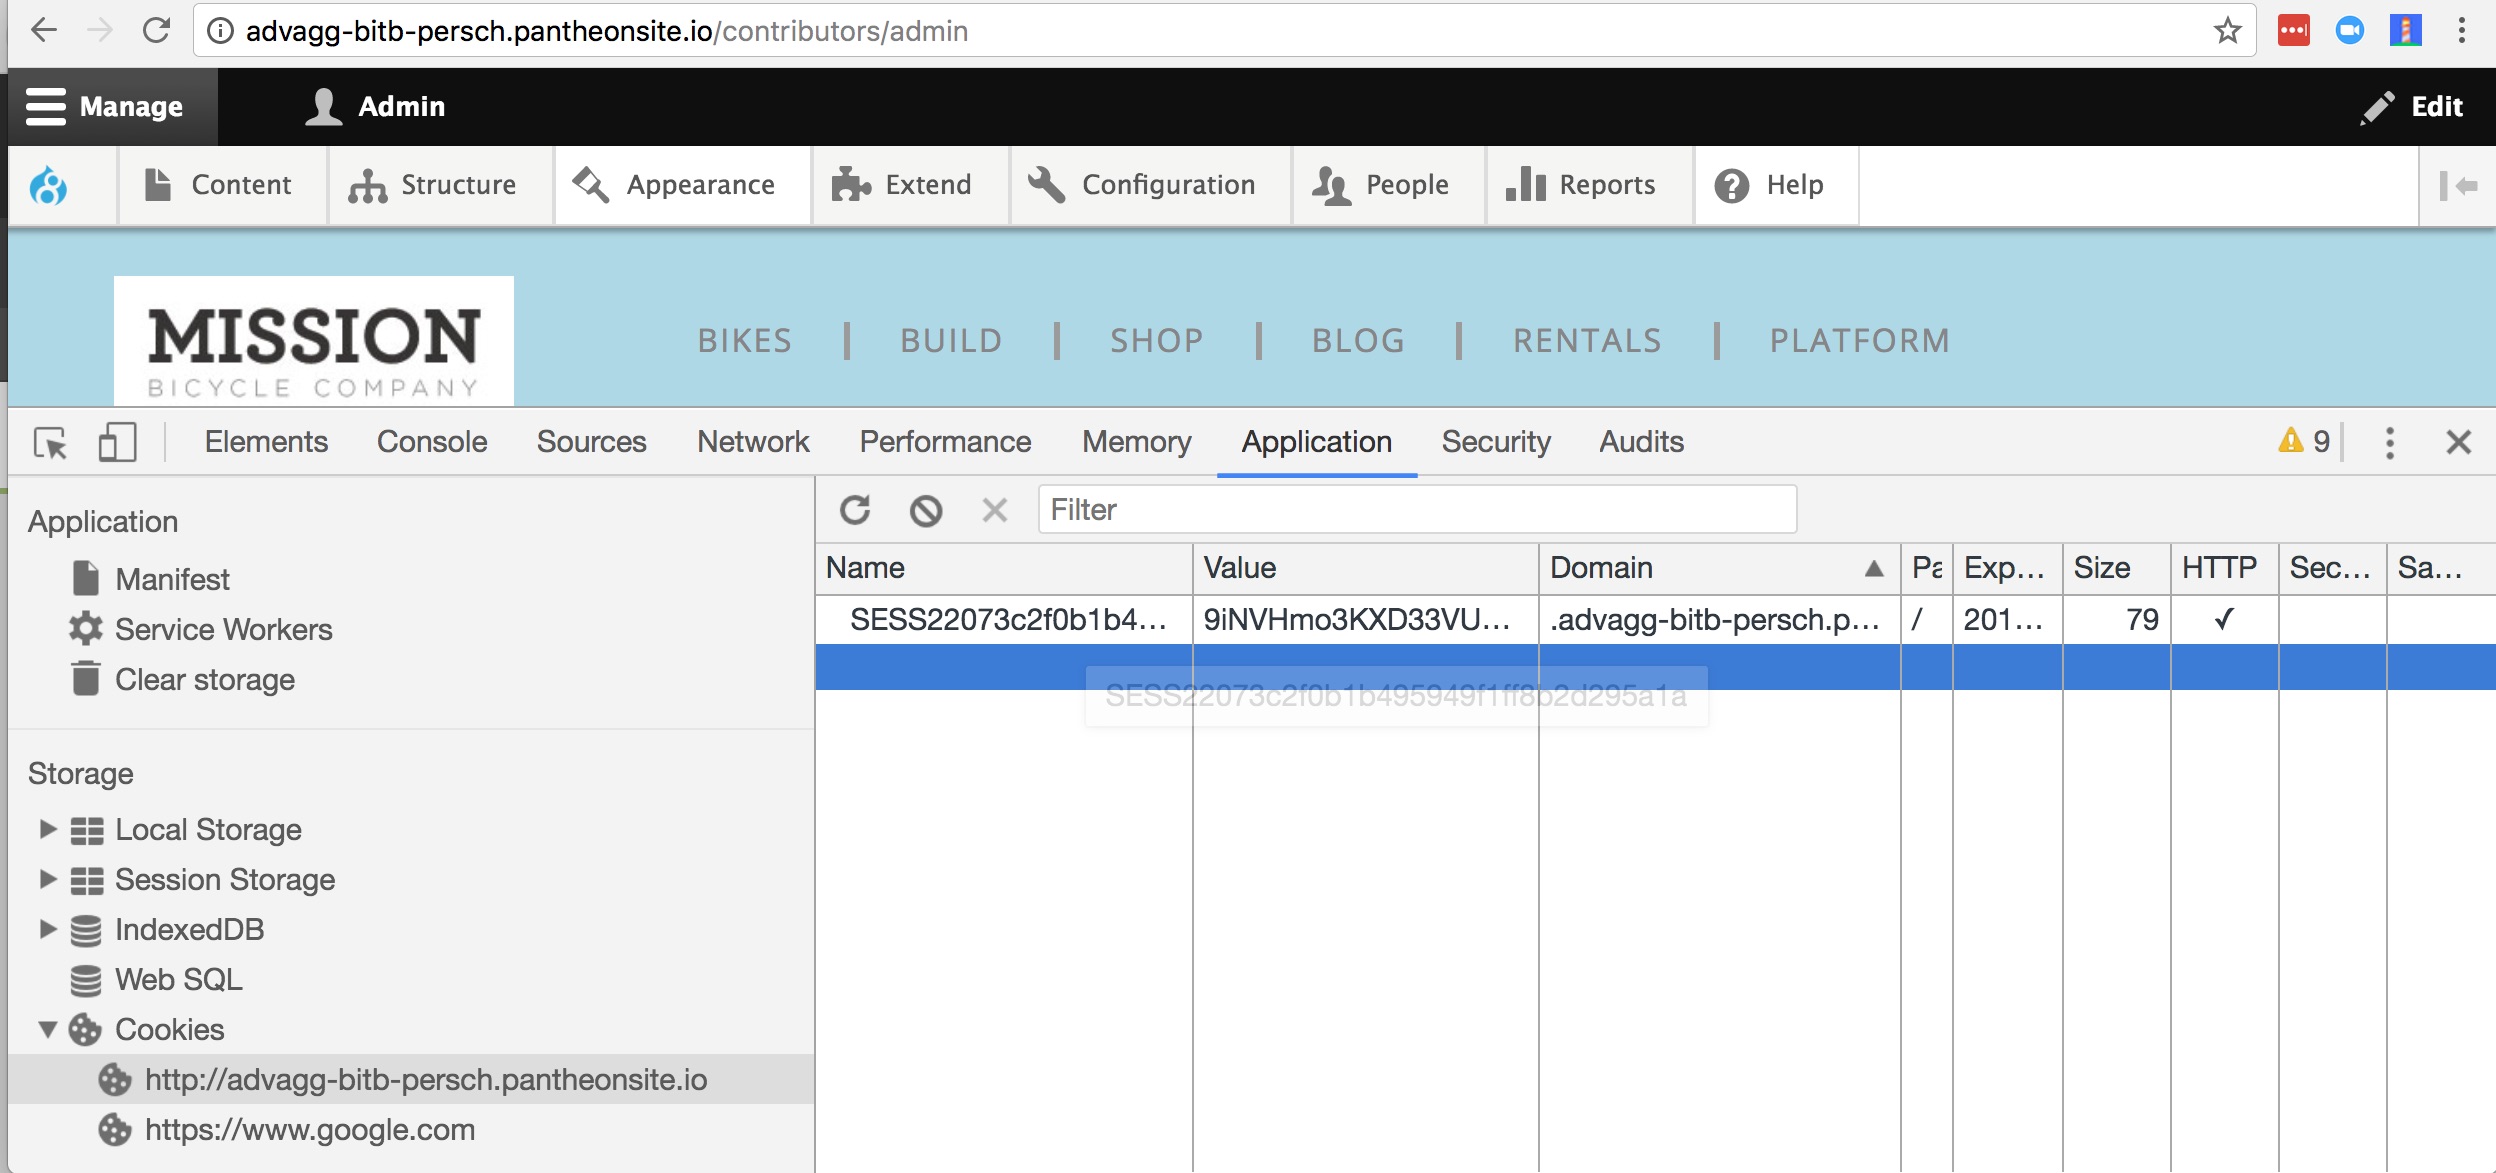 advagg-bitb-persch.pantheonsite.io/contributors/admin
Manage Admin Edit
Content Structure Appearance Extend Configuration People Reports Help
MISSION
BICYCLE COMPANY
BIKES | BUILD | SHOP | BLOG | RENTALS | PLATFORM
Elements Console Sources Network Performance Memory Application Security Audits 9
Application
Manifest
Service Workers
Clear storage
Storage
Local Storage
Session Storage
IndexedDB
Web SQL
Cookies
http://advagg-bitb-persch.pantheonsite.io
https://www.google.com
Filter
Name Value Domain Pa Exp... Size HTTP Sec... Sa...
SESS22073c2f0b1b4... 9iNVHmo3KXD33VU... .advagg-bitb-persch.p... / 201... 79 ✓
SESS22073c2f0b1b495949f1ff8b2d295a1a